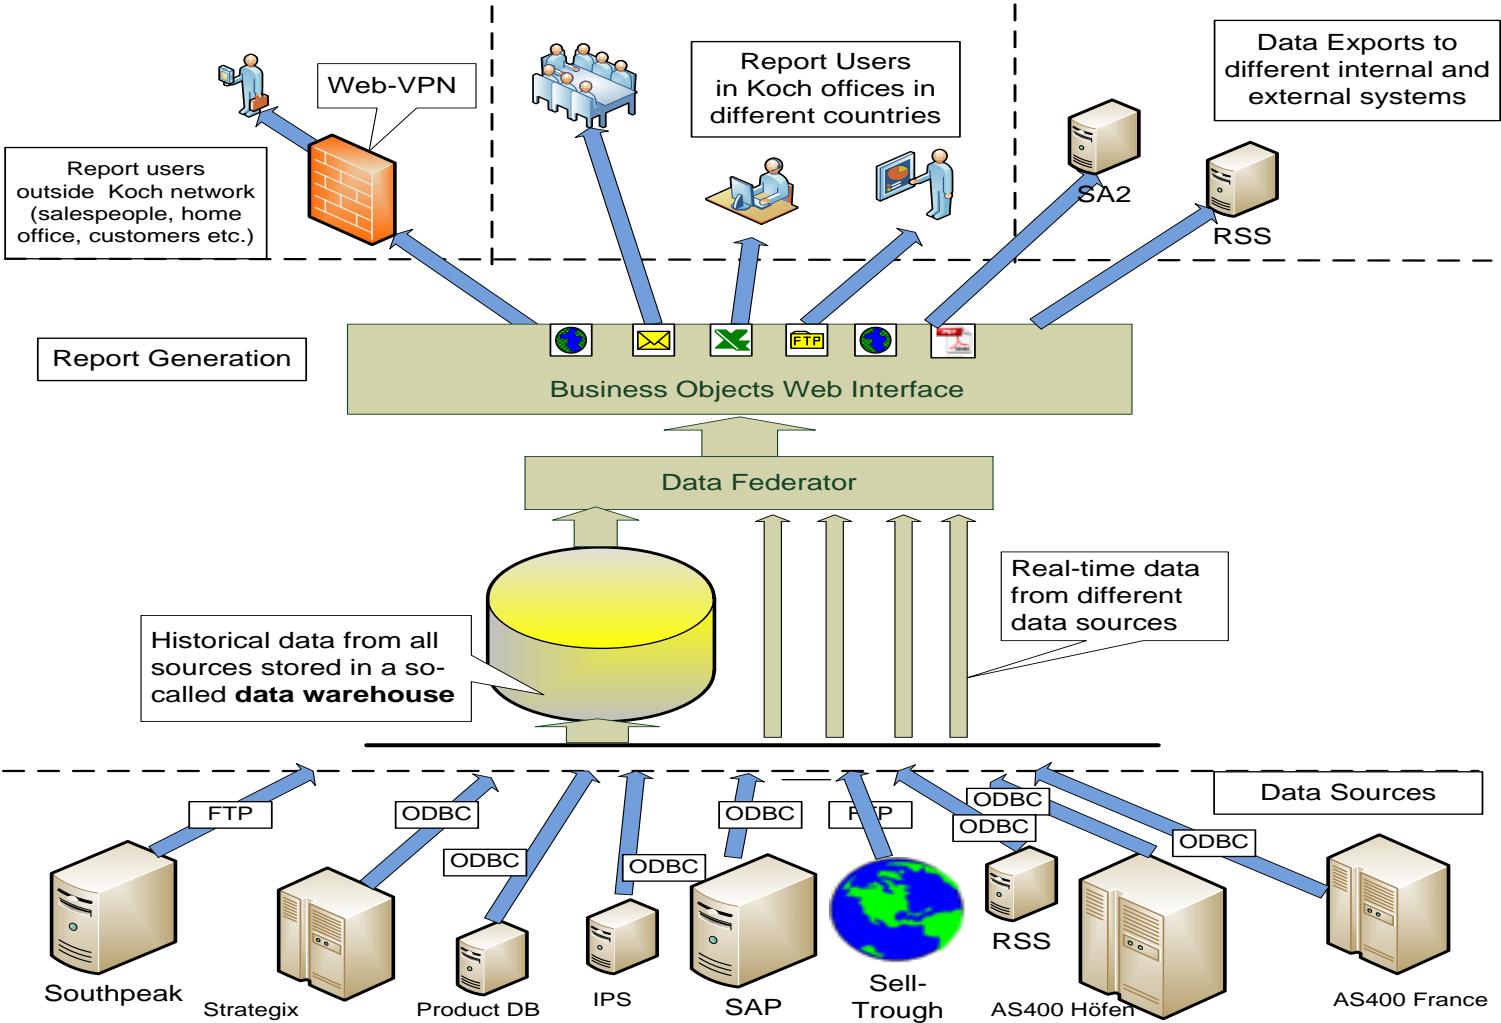 Web-VPN
Report Users
in Koch offices in
different countries
Data Exports to
different internal and
external systems
Report users
outside Koch network
(salespeople, home
office, customers etc.)
SA2
RSS
Report Generation
FTP
PDF
Business Objects Web Interface
Data Federator
Real-time data
from different
data sources
Historical data from all
sources stored in a so-
called data warehouse
Data Sources
FTP
ODBC
ODBC
ODBC
ODBC
FTP
ODBC
ODBC
ODBC
Southpeak
Strategix
Product DB
IPS
SAP
Sell-
Trough
RSS
AS400 Höfen
AS400 France